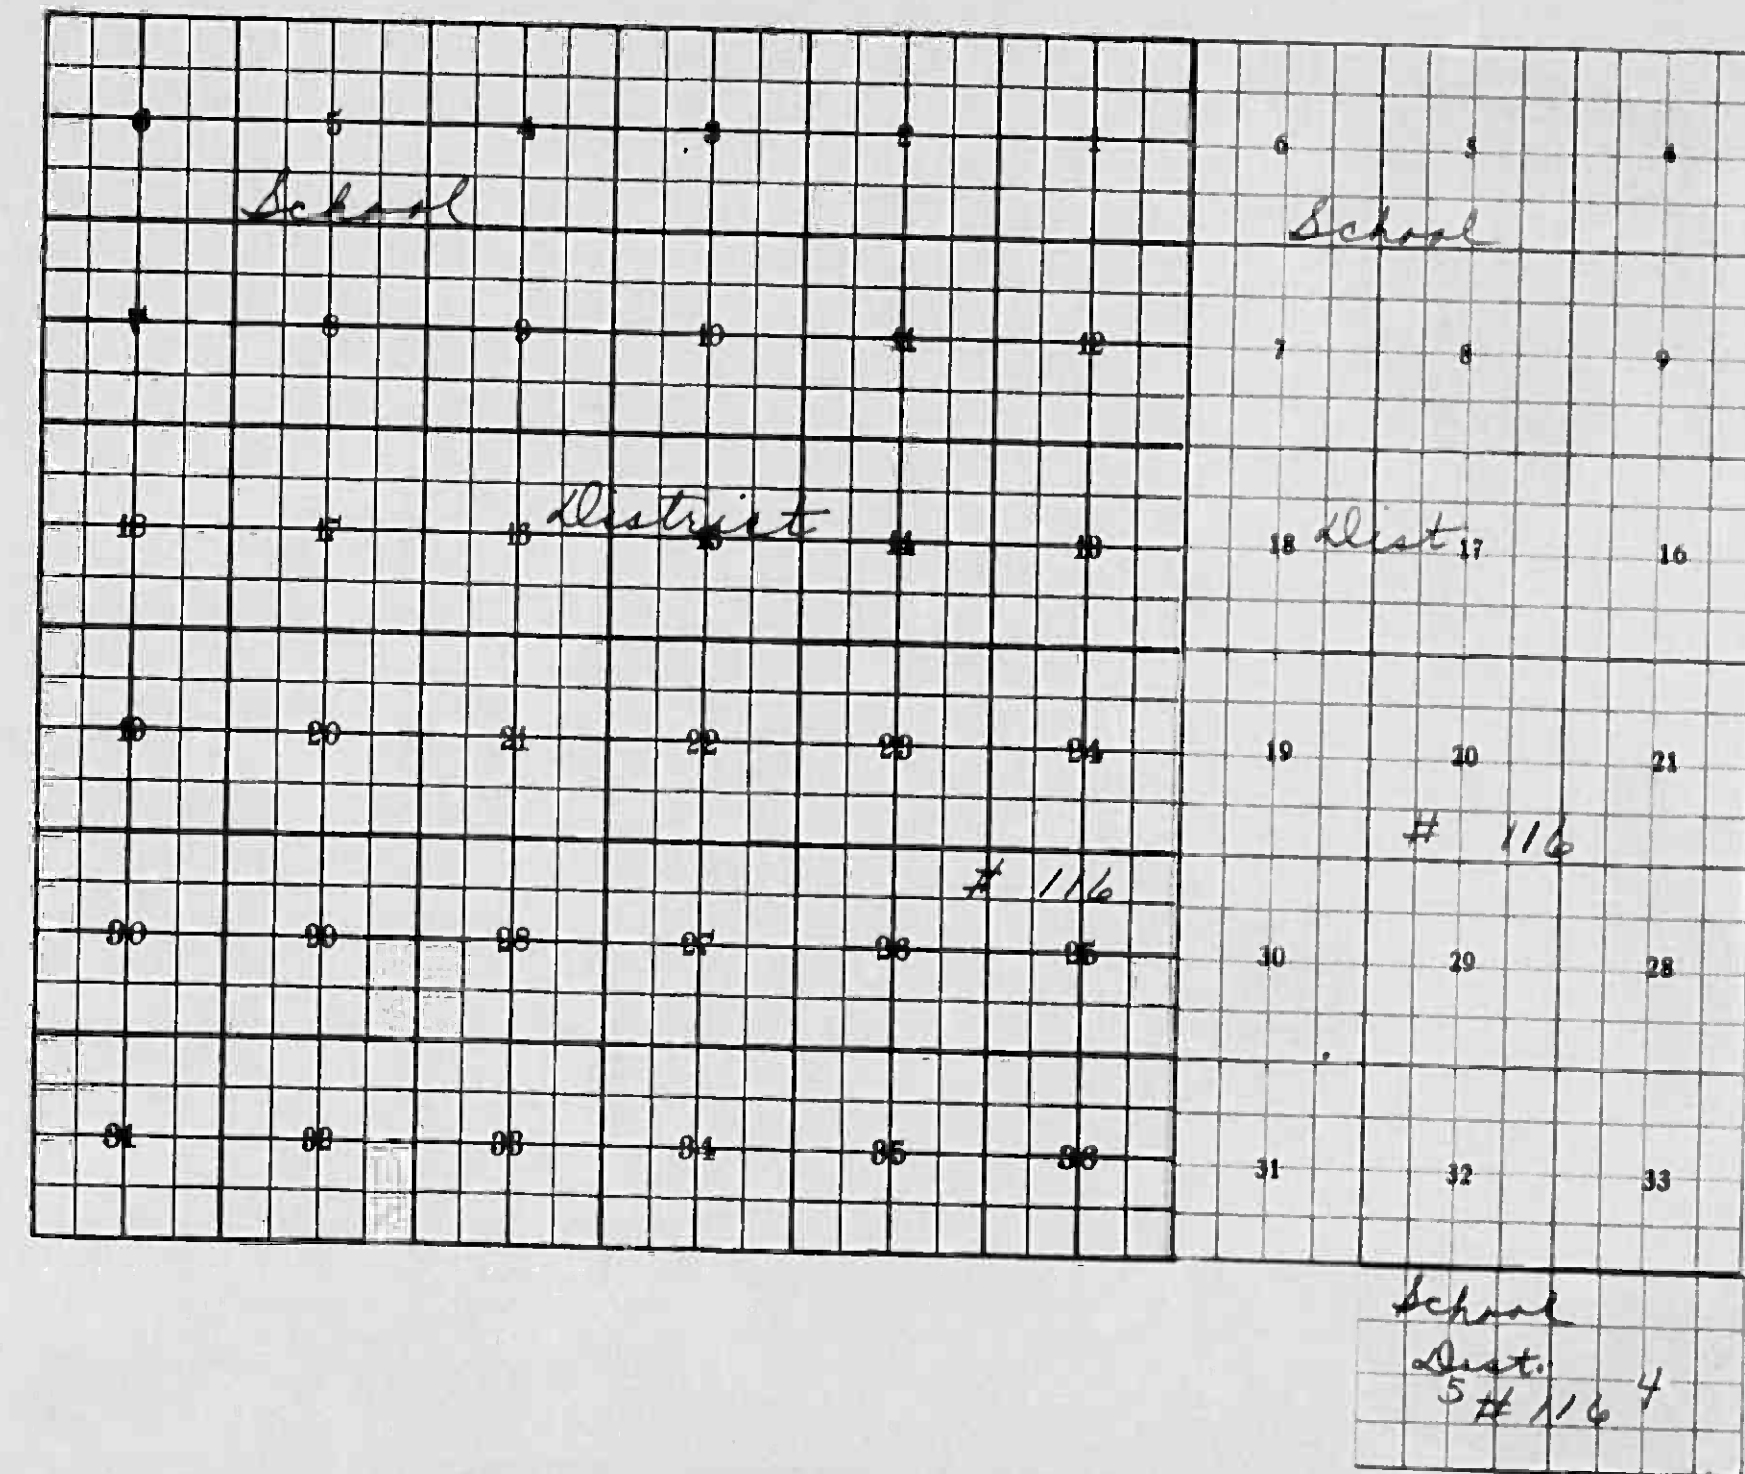 6 5 4 3 2 1 6 5 4
School School
7 8 9 10 11 12 7 8 9
18 17 16 District 15 14 13 18 Dist 17 16
19 20 21 22 23 24 19 20 21
# 116 # 116
30 29 28 27 26 25 30 29 28
31 32 33 34 35 36 31 32 33
School
Dist.
5 # 116 4